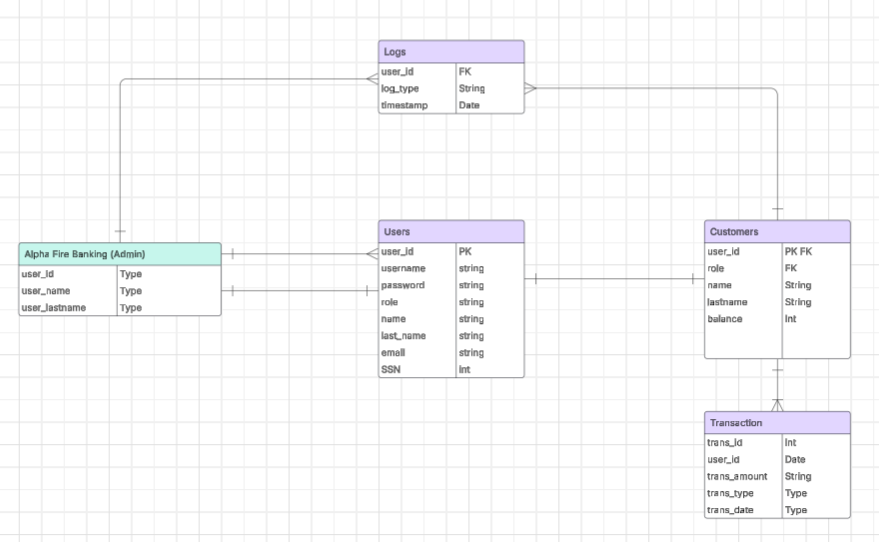 Logs
user_id FK
log_type String
timestamp Date
Alpha Fire Banking (Admin)
user_id Type
user_name Type
user_lastname Type
Users
user_id PK
username string
password string
role string
name string
last_name string
email string
SSN int
Customers
user_id PK FK
role FK
name String
lastname String
balance Int
Transaction
trans_id Int
user_id Date
trans_amount String
trans_type Type
trans_date Type